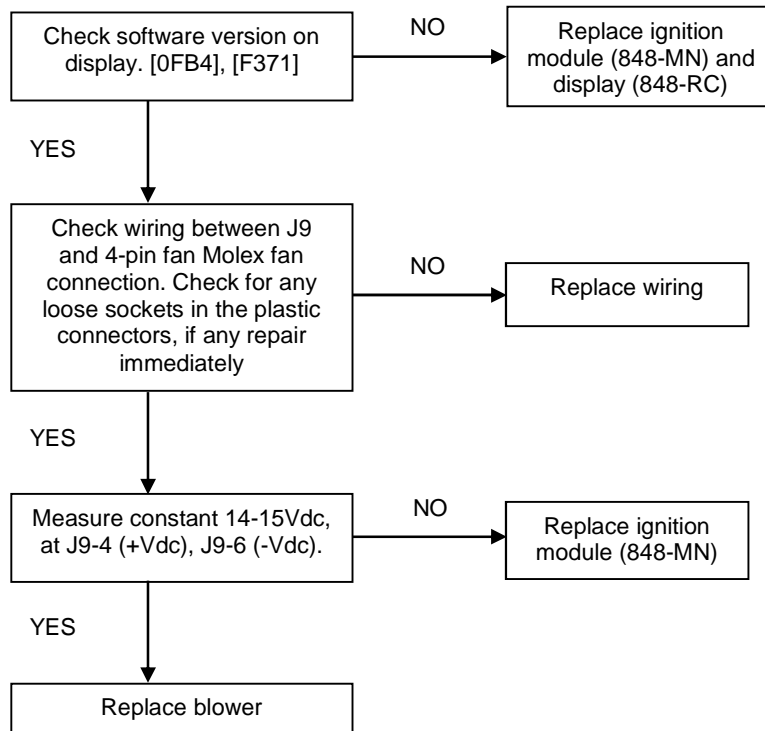 Check software version on
display. [0FB4], [F371]
NO
Replace ignition
module (848-MN) and
display (848-RC)
YES
Check wiring between J9
and 4-pin fan Molex fan
connection. Check for any
loose sockets in the plastic
connectors, if any repair
immediately
NO
Replace wiring
YES
Measure constant 14-15Vdc,
at J9-4 (+Vdc), J9-6 (-Vdc).
NO
Replace ignition
module (848-MN)
YES
Replace blower